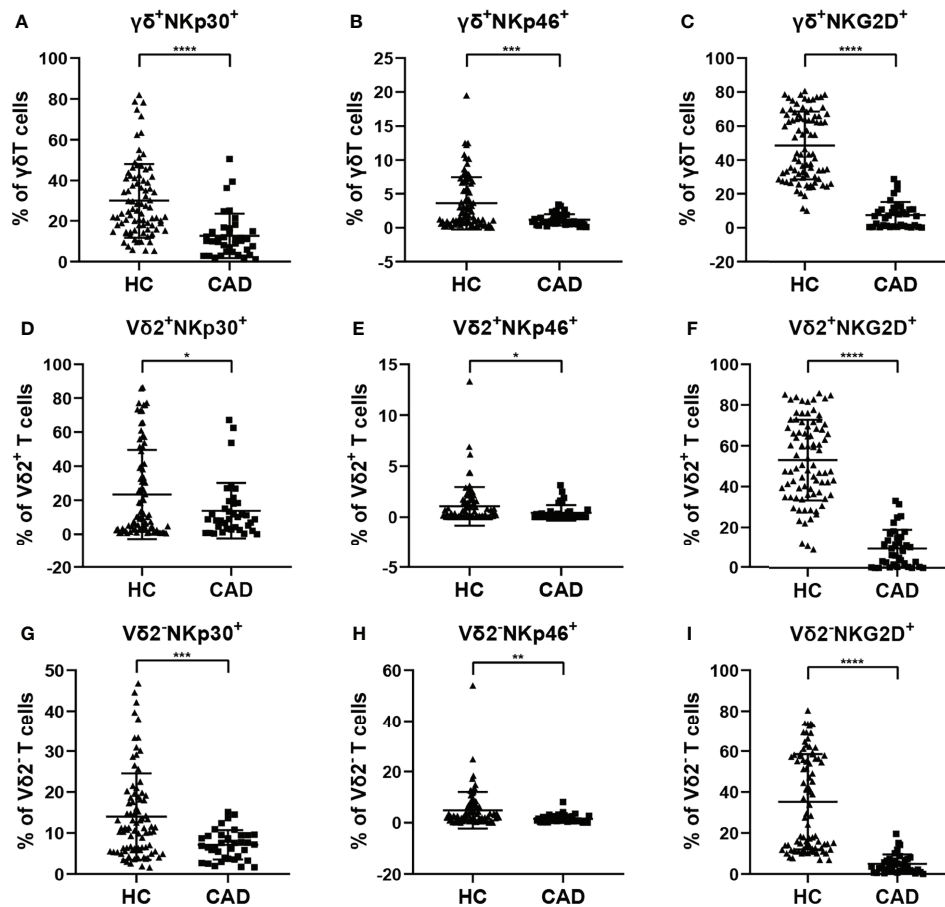 A γδ⁺NKp30⁺
****
100
80
60
40
20
0
% of γδT cells
HC CAD
B γδ⁺NKp46⁺
***
25
20
15
10
5
0
-5
% of γδT cells
HC CAD
C γδ⁺NKG2D⁺
****
100
80
60
40
20
0
-20
% of γδT cells
HC CAD
D Vδ2⁺NKp30⁺
*
100
80
60
40
20
0
-20
% of Vδ2⁺ T cells
HC CAD
E Vδ2⁺NKp46⁺
*
15
10
5
0
-5
% of Vδ2⁺ T cells
HC CAD
F Vδ2⁺NKG2D⁺
****
100
80
60
40
20
0
% of Vδ2⁺ T cells
HC CAD
G Vδ2⁻NKp30⁺
***
50
40
30
20
10
0
% of Vδ2⁻ T cells
HC CAD
H Vδ2⁻NKp46⁺
**
60
40
20
0
-20
% of Vδ2⁻ T cells
HC CAD
I Vδ2⁻NKG2D⁺
****
100
80
60
40
20
0
% of Vδ2⁻ T cells
HC CAD